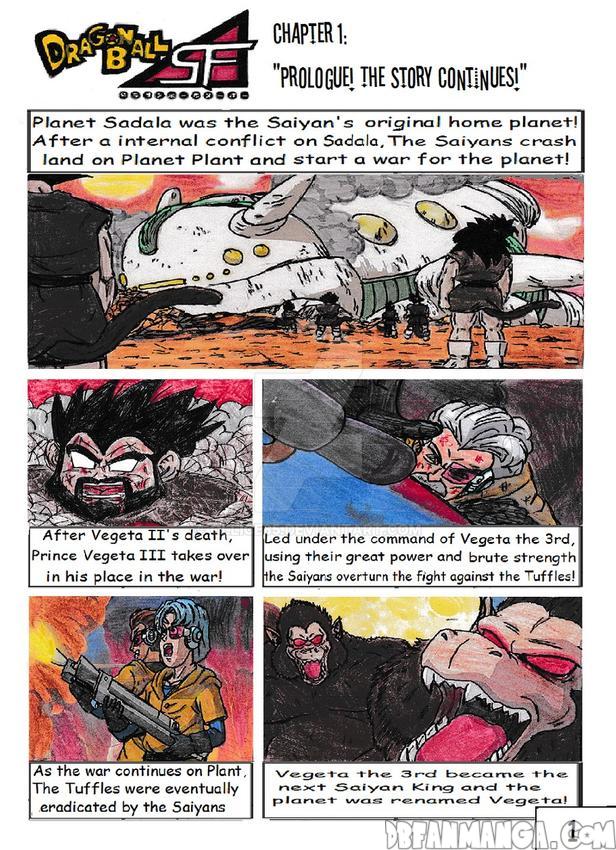 DRAGON BALL SF
CHAPTER 1:
"PROLOGUE! THE STORY CONTINUES!"
Planet Sadala was the Saiyan's original home planet!
After a internal conflict on Sadala, The Saiyans crash
land on Planet Plant and start a war for the planet!
After Vegeta II's death,
Prince Vegeta III takes over
in his place in the war!
Led under the command of Vegeta the 3rd,
using their great power and brute strength
the Saiyans overturn the fight against the Tuffles!
As the war continues on Plant,
The Tuffles were eventually
eradicated by the Saiyans
Vegeta the 3rd became the
next Saiyan King and the
planet was renamed Vegeta!
1
DBFANMANGA.COM